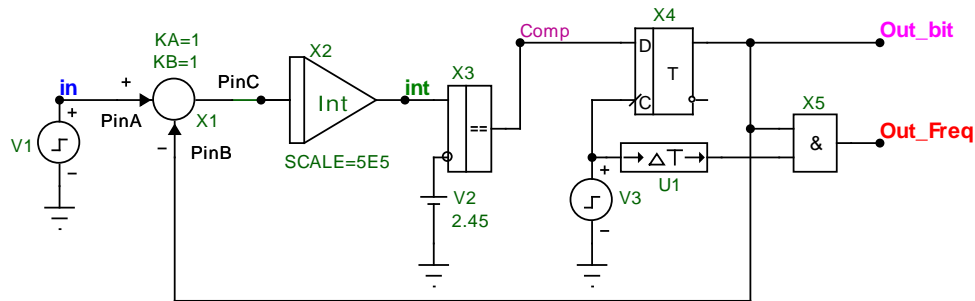 KA=1
KB=1
in
+
PinA
+
V1
−
−
PinB
X1
PinC
X2
Int
SCALE=5E5
int
X3
==
V2
2.45
Comp
X4
D
T
C
ΔT
U1
+
V3
−
X5
&
Out_bit
Out_Freq